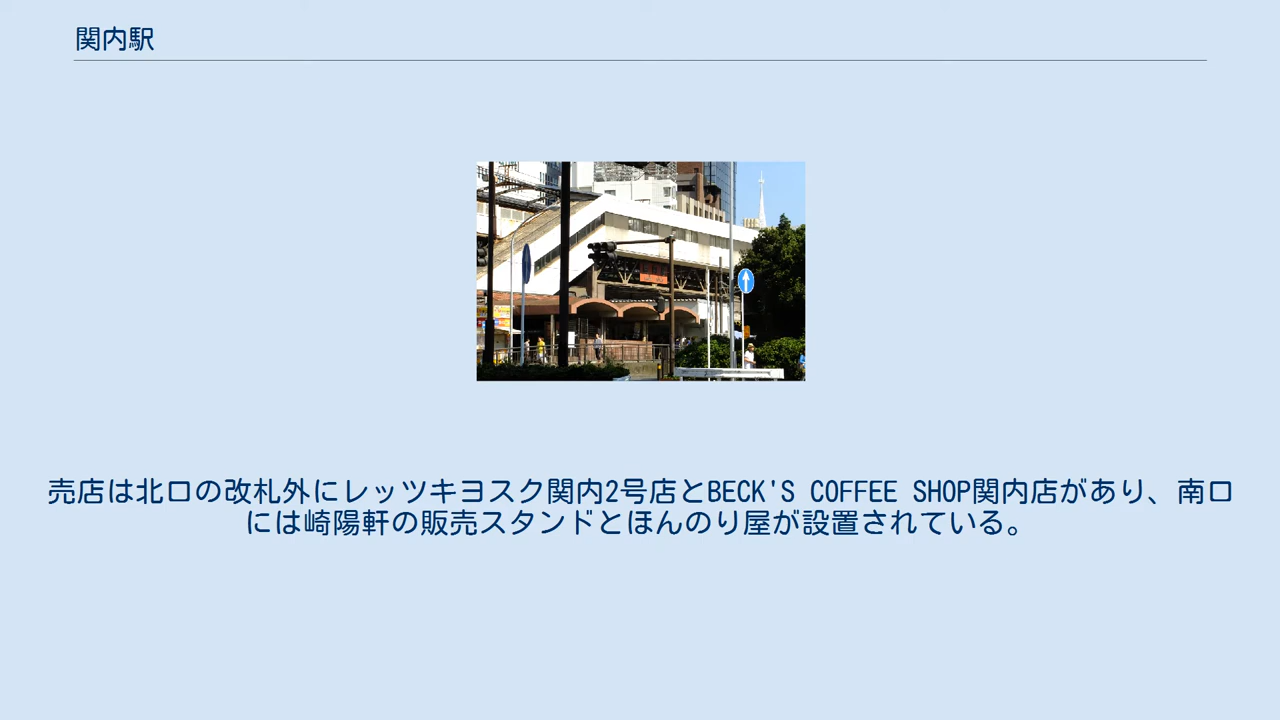 関内駅
売店は北口の改札外にレッツキヨスク関内2号店とBECK'S COFFEE SHOP関内店があり、南口
には崎陽軒の販売スタンドとほんのり屋が設置されている。